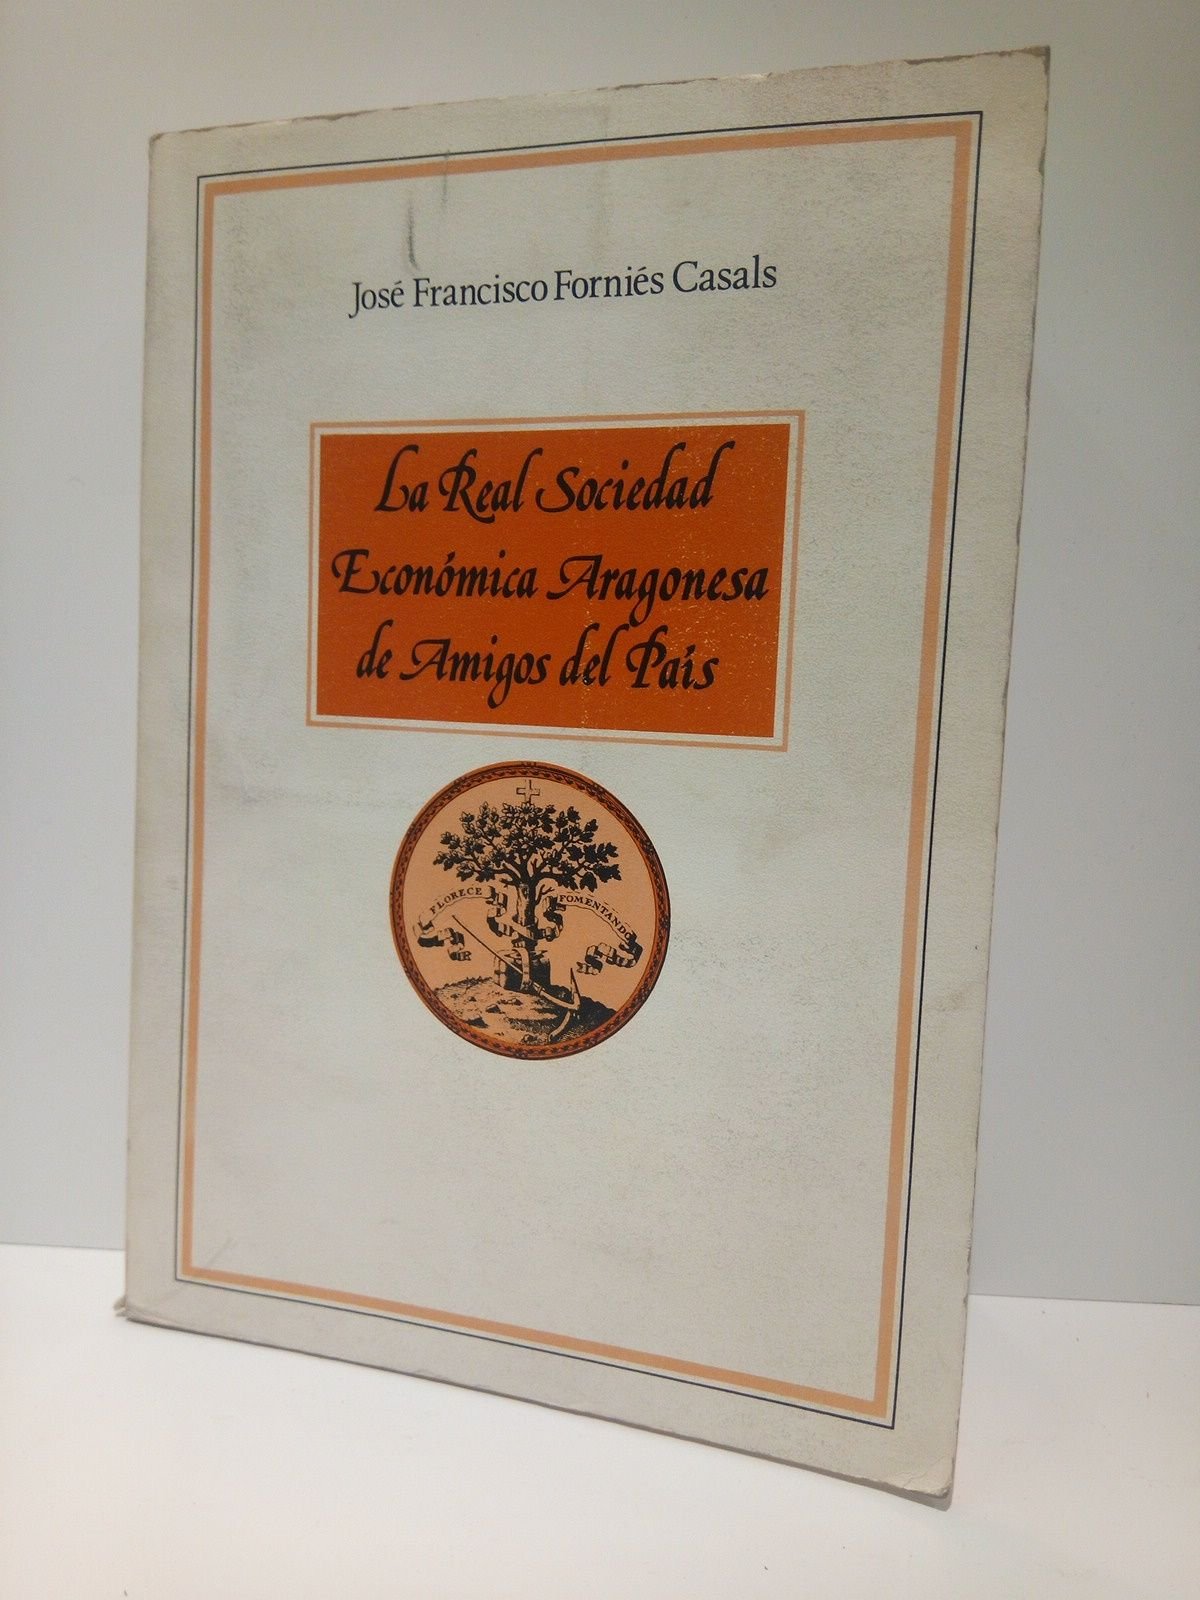 José Francisco Forniés Casals
La Real Sociedad
Económica Aragonesa
de Amigos del País
FLORECE
FOMENTANDO